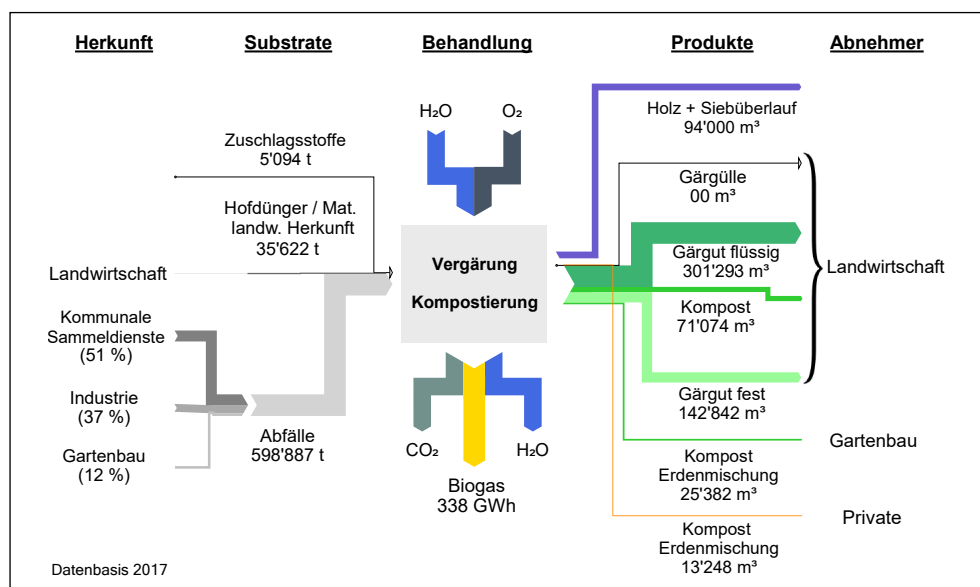 Herkunft
Substrate
Behandlung
Produkte
Abnehmer
H₂O
O₂
Holz + Siebüberlauf
94'000 m³
Zuschlagsstoffe
5'094 t
Gärgülle
00 m³
Hofdünger / Mat.
landw. Herkunft
35'622 t
Landwirtschaft
Vergärung
Kompostierung
Gärgut flüssig
301'293 m³
Landwirtschaft
Kompost
71'074 m³
Kommunale
Sammeldienste
(51 %)
Industrie
(37 %)
Gärgut fest
142'842 m³
Abfälle
598'887 t
Gartenbau
(12 %)
CO₂
H₂O
Biogas
338 GWh
Gartenbau
Kompost
Erdenmischung
25'382 m³
Private
Kompost
Erdenmischung
13'248 m³
Datenbasis 2017